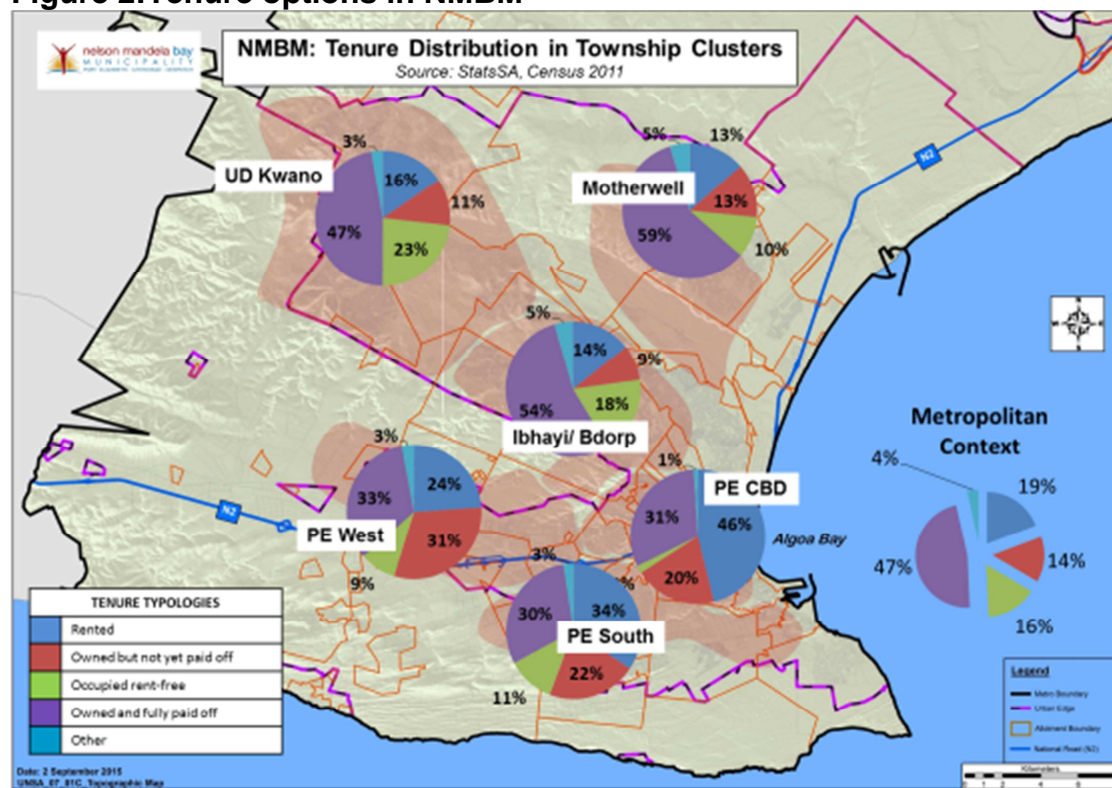 Figure 2:Tenure options in NMBM
nelson mandela bay
MUNICIPALITY
NMBM: Tenure Distribution in Township Clusters
Source: StatsSA, Census 2011
UD Kwano
3%
16%
11%
23%
47%
Motherwell
5%
13%
13%
10%
59%
N2
Ibhayi/ Bdorp
5%
14%
9%
18%
54%
PE West
3%
24%
31%
9%
33%
N2
PE CBD
1%
46%
20%
31%
Algoa Bay
PE South
3%
%
34%
22%
11%
30%
Metropolitan
Context
4%
19%
14%
16%
47%
TENURE TYPOLOGIES
Rented
Owned but not yet paid off
Occupied rent-free
Owned and fully paid off
Other
Legend
Metro Boundary
Urban Edge
Allotment Boundary
National Road (N2)
Kilometers
Date: 2 September 2015
UNSA_07_01C_Topographic Map